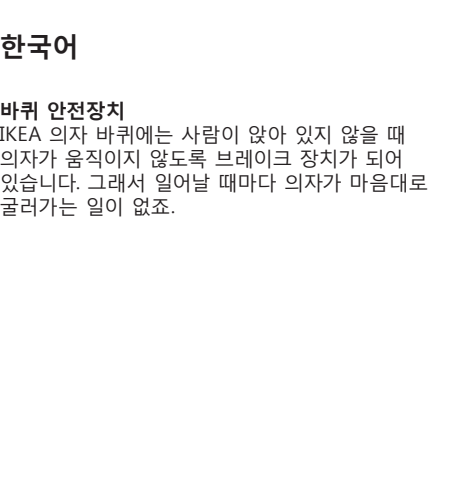 한국어
바퀴 안전장치
IKEA 의자 바퀴에는 사람이 앉아 있지 않을 때
의자가 움직이지 않도록 브레이크 장치가 되어
있습니다. 그래서 일어날 때마다 의자가 마음대로
굴러가는 일이 없죠.